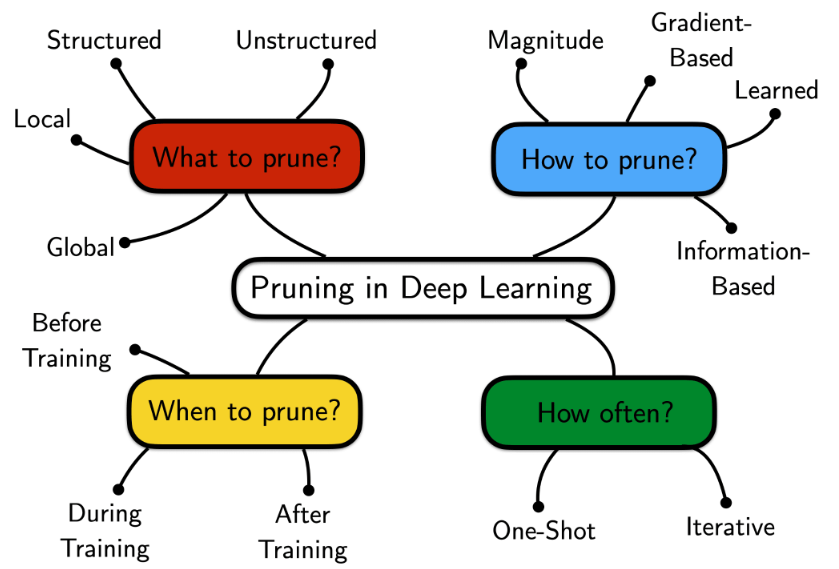 Structured
Unstructured
Local
What to prune?
Global
Magnitude
Gradient-
Based
Learned
How to prune?
Information-
Based
Pruning in Deep Learning
Before
Training
When to prune?
During
Training
After
Training
How often?
One-Shot
Iterative